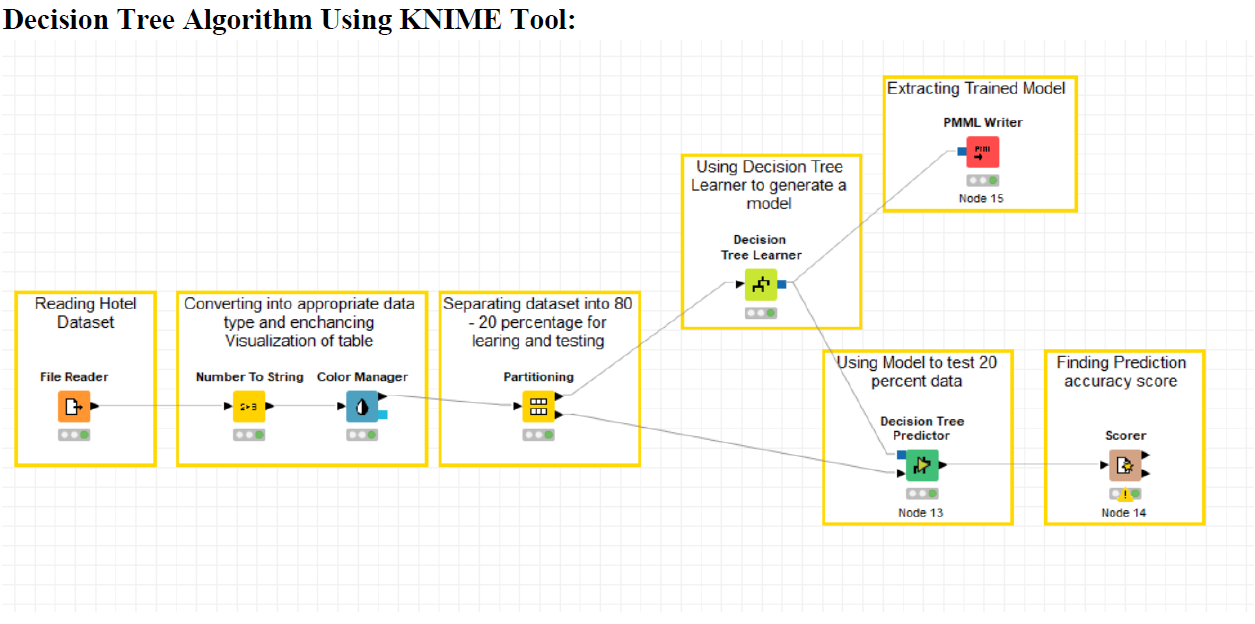 Decision Tree Algorithm Using KNIME Tool:
Extracting Trained Model
PMML Writer
Node 15
Using Decision Tree
Learner to generate a
model
Decision
Tree Learner
Reading Hotel
Dataset
File Reader
Converting into appropriate data
type and enchancing
Visualization of table
Number To String
Color Manager
Separating dataset into 80
- 20 percentage for
learing and testing
Partitioning
Using Model to test 20
percent data
Decision Tree
Predictor
Node 13
Finding Prediction
accuracy score
Scorer
Node 14